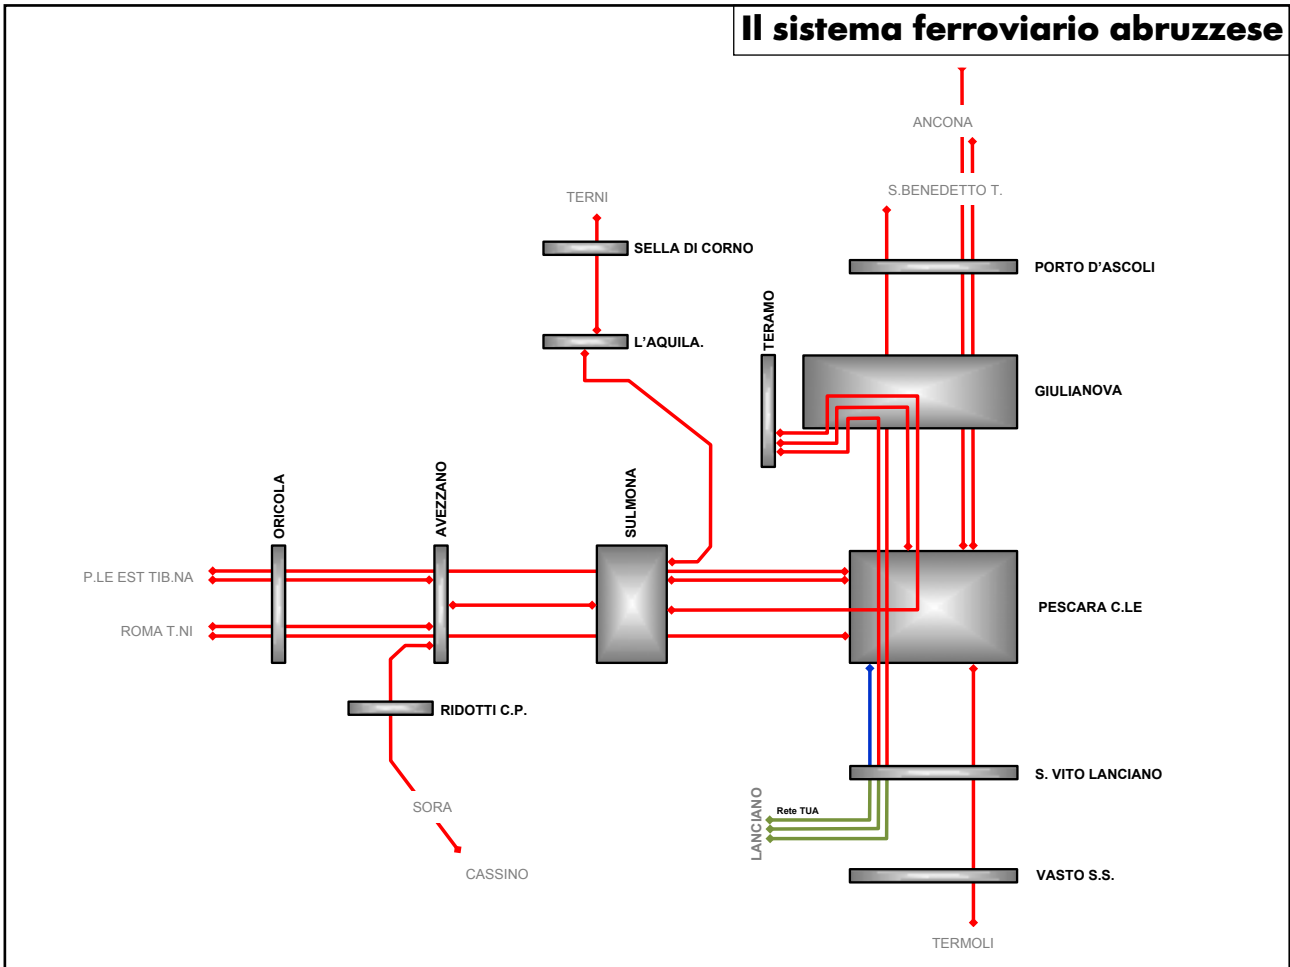 Il sistema ferroviario abruzzese
ANCONA
S.BENEDETTO T.
TERNI
SELLA DI CORNO
PORTO D'ASCOLI
TERAMO
L'AQUILA.
GIULIANOVA
ORICOLA
AVEZZANO
SULMONA
P.LE EST TIB.NA
PESCARA C.LE
ROMA T.NI
RIDOTTI C.P.
S. VITO LANCIANO
LANCIANO
Rete TUA
SORA
CASSINO
VASTO S.S.
TERMOLI